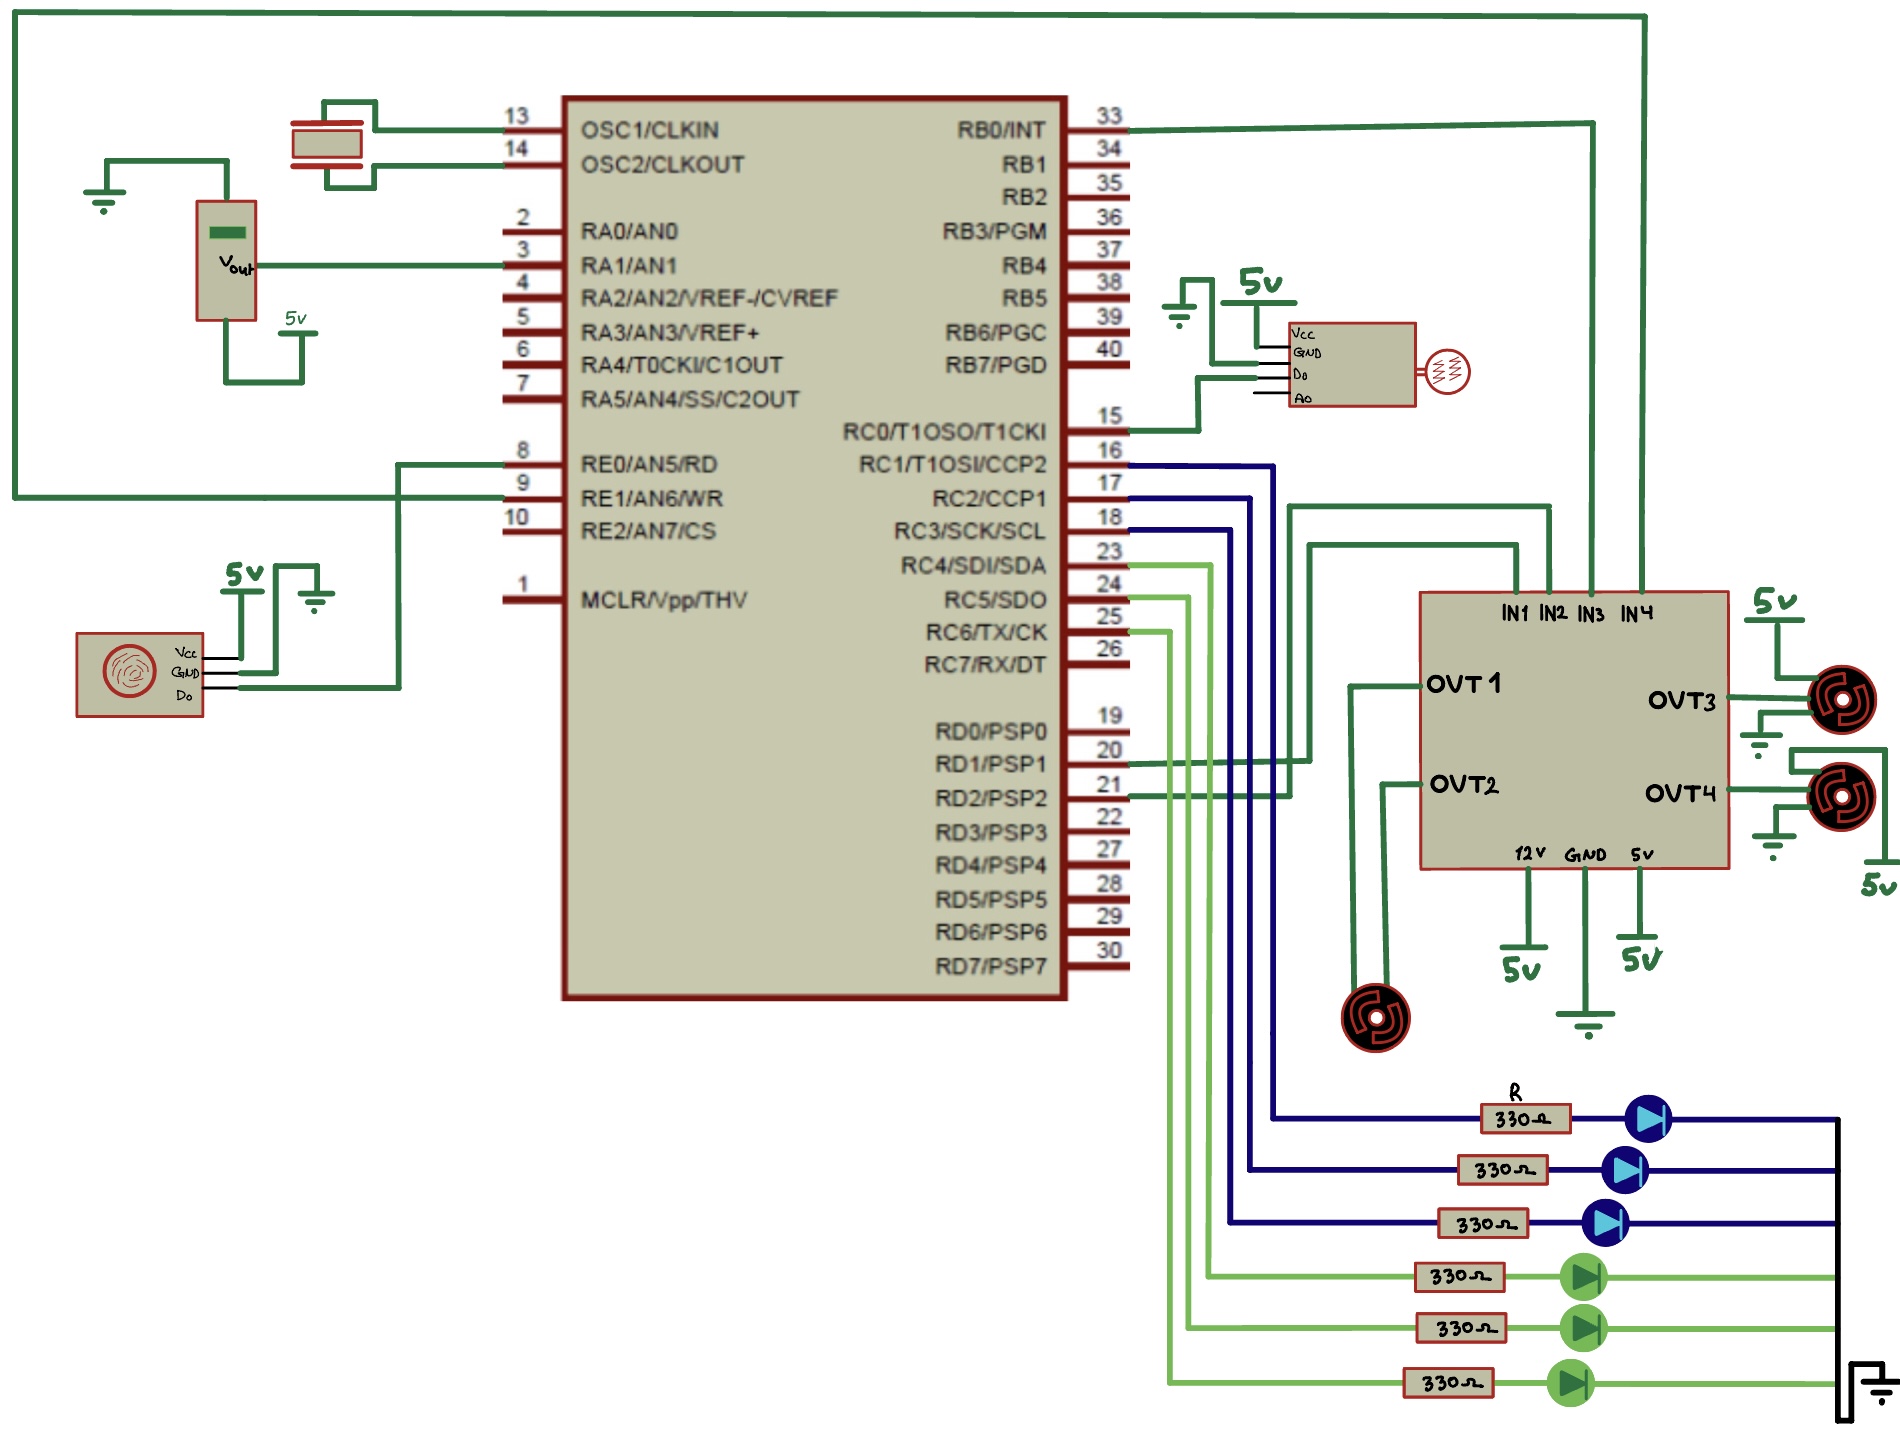 13 OSC1/CLKIN
14 OSC2/CLKOUT
2 RA0/AN0
3 RA1/AN1
4 RA2/AN2/VREF-/CVREF
5 RA3/AN3/VREF+
6 RA4/T0CKI/C1OUT
7 RA5/AN4/SS/C2OUT
8 RE0/AN5/RD
9 RE1/AN6/WR
10 RE2/AN7/CS
1 MCLR/Vpp/THV
RB0/INT 33
RB1 34
RB2 35
RB3/PGM 36
RB4 37
RB5 38
RB6/PGC 39
RB7/PGD 40
RC0/T1OSO/T1CKI 15
RC1/T1OSI/CCP2 16
RC2/CCP1 17
RC3/SCK/SCL 18
RC4/SDI/SDA 23
RC5/SDO 24
RC6/TX/CK 25
RC7/RX/DT 26
RD0/PSP0 19
RD1/PSP1 20
RD2/PSP2 21
RD3/PSP3 22
RD4/PSP4 27
RD5/PSP5 28
RD6/PSP6 29
RD7/PSP7 30
Vout
5v
5v
Vcc
GND
Do
5v
Vcc
GND
Do
Ao
IN1 IN2 IN3 IN4
OVT1
OVT2
OVT3
OVT4
12V GND 5v
5v
5v
5v
5v
R
330Ω
330Ω
330Ω
330Ω
330Ω
330Ω